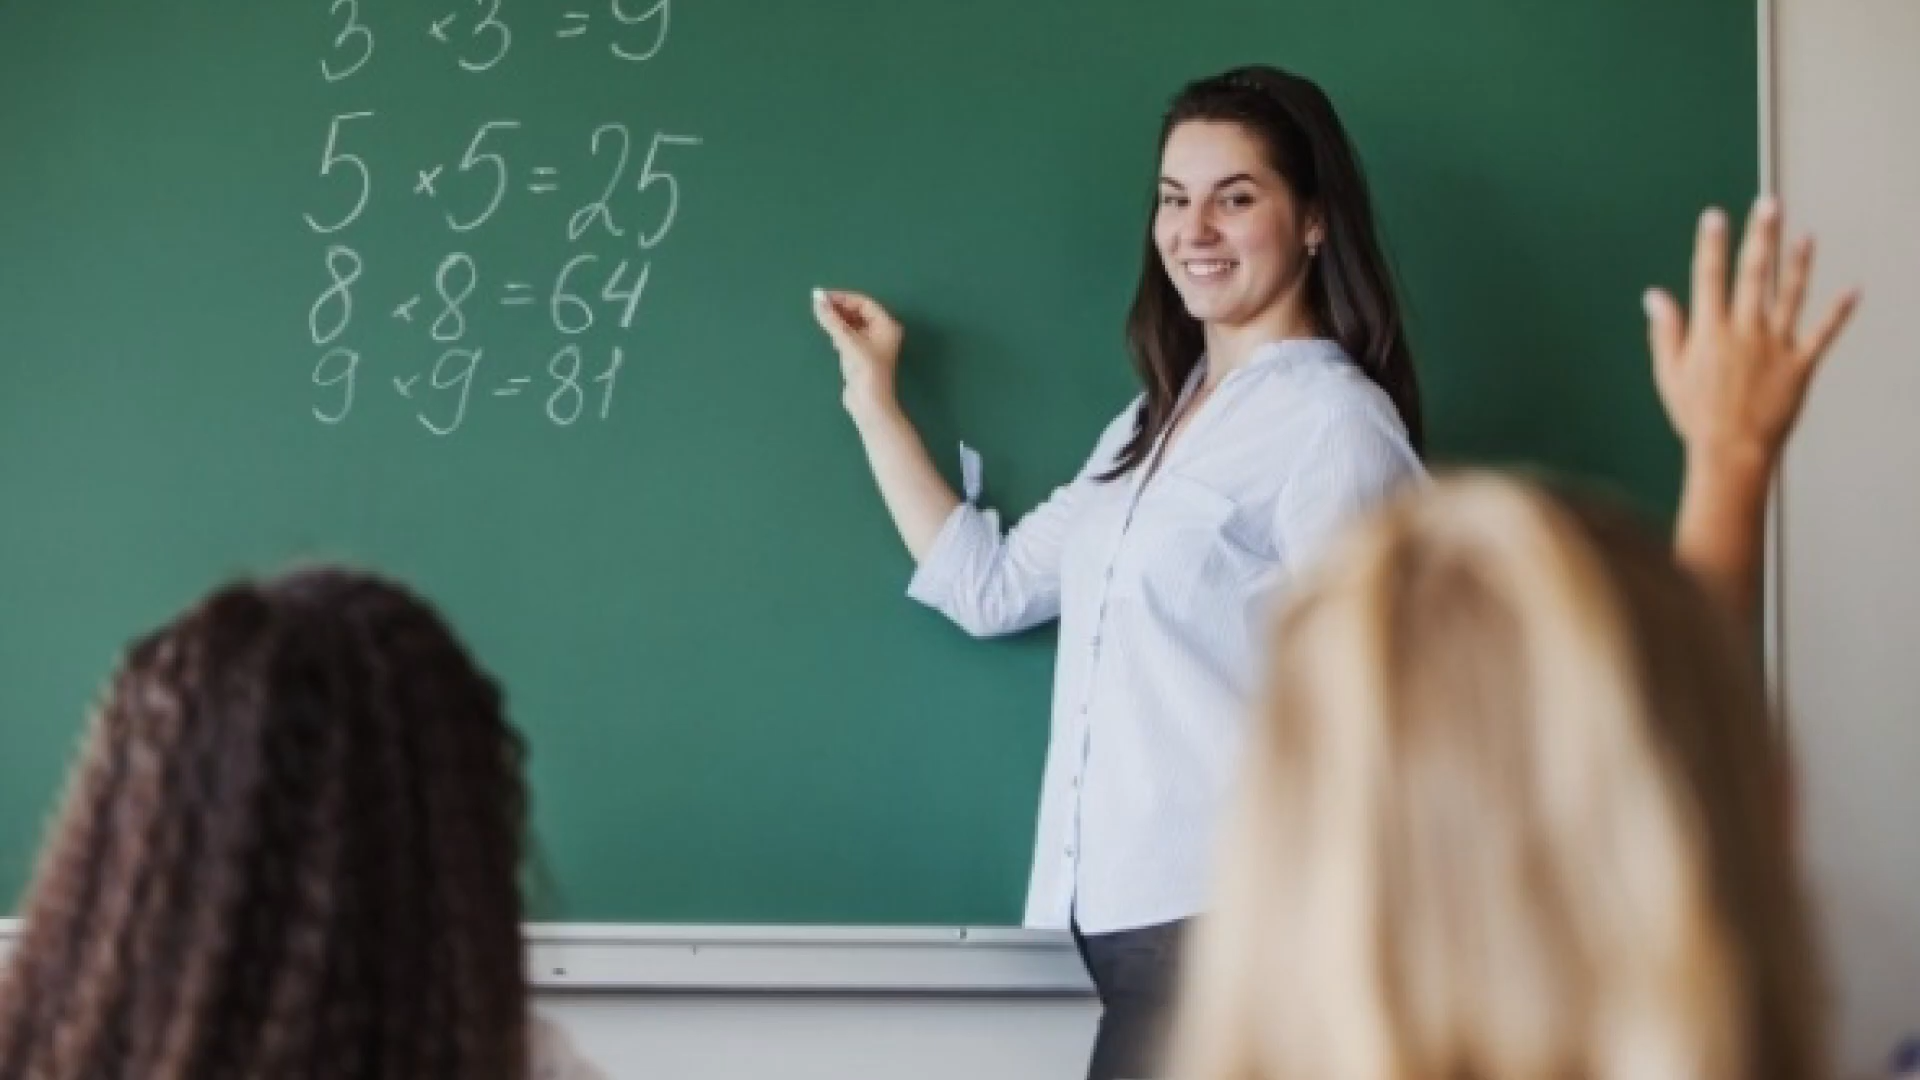 3 × 3 = 9
5 × 5 = 25
8 × 8 = 64
9 × 9 = 81